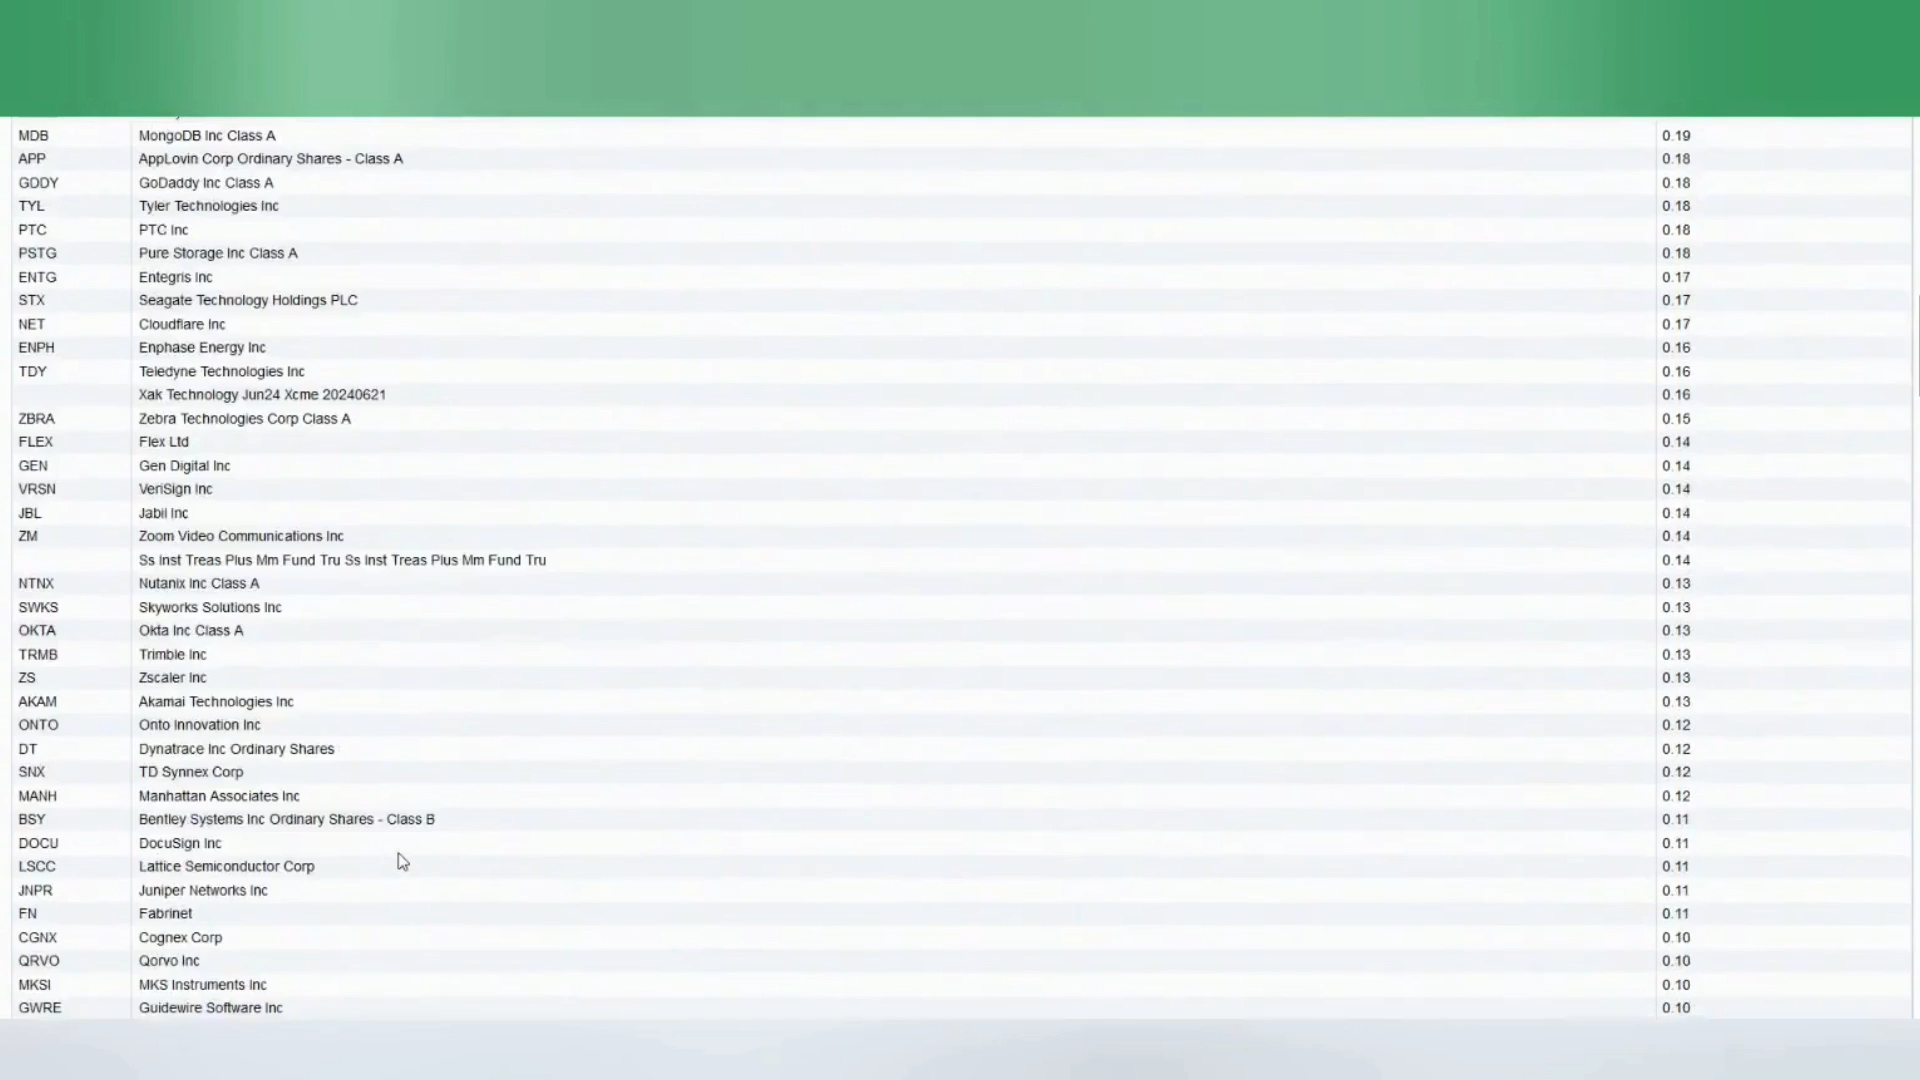 MDB MongoDB Inc Class A 0.19
APP AppLovin Corp Ordinary Shares - Class A 0.18
GDDY GoDaddy Inc Class A 0.18
TYL Tyler Technologies Inc 0.18
PTC PTC Inc 0.18
PSTG Pure Storage Inc Class A 0.18
ENTG Entegris Inc 0.17
STX Seagate Technology Holdings PLC 0.17
NET Cloudflare Inc 0.17
ENPH Enphase Energy Inc 0.16
TDY Teledyne Technologies Inc 0.16
Xak Technology Jun24 Xcme 20240621 0.16
ZBRA Zebra Technologies Corp Class A 0.15
FLEX Flex Ltd 0.14
GEN Gen Digital Inc 0.14
VRSN VeriSign Inc 0.14
JBL Jabil Inc 0.14
ZM Zoom Video Communications Inc 0.14
Ss Inst Treas Plus Mm Fund Tru Ss Inst Treas Plus Mm Fund Tru 0.14
NTNX Nutanix Inc Class A 0.13
SWKS Skyworks Solutions Inc 0.13
OKTA Okta Inc Class A 0.13
TRMB Trimble Inc 0.13
ZS Zscaler Inc 0.13
AKAM Akamai Technologies Inc 0.13
ONTO Onto Innovation Inc 0.12
DT Dynatrace Inc Ordinary Shares 0.12
SNX TD Synnex Corp 0.12
MANH Manhattan Associates Inc 0.12
BSY Bentley Systems Inc Ordinary Shares - Class B 0.11
DOCU DocuSign Inc 0.11
LSCC Lattice Semiconductor Corp 0.11
JNPR Juniper Networks Inc 0.11
FN Fabrinet 0.11
CGNX Cognex Corp 0.10
QRVO Qorvo Inc 0.10
MKSI MKS Instruments Inc 0.10
GWRE Guidewire Software Inc 0.10